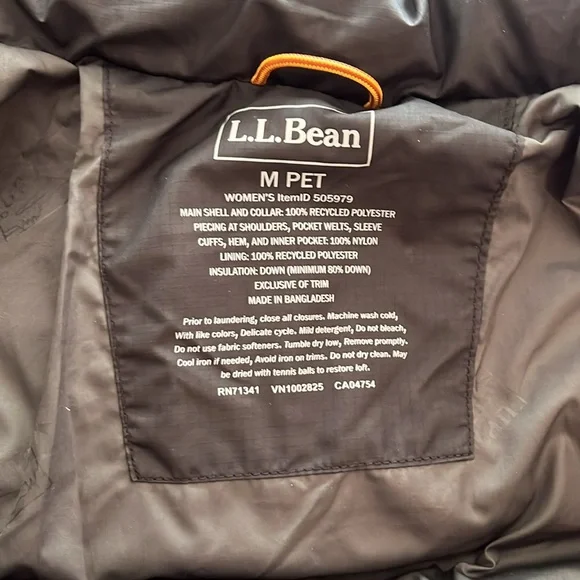 L.L.Bean
M PET
WOMEN'S ItemID 505979
MAIN SHELL AND COLLAR: 100% RECYCLED POLYESTER
PIECING AT SHOULDERS, POCKET WELTS, SLEEVE
CUFFS, HEM, AND INNER POCKET: 100% NYLON
LINING: 100% RECYCLED POLYESTER
INSULATION: DOWN (MINIMUM 80% DOWN)
EXCLUSIVE OF TRIM
MADE IN BANGLADESH
Prior to laundering, close all closures. Machine wash cold,
With like colors, Delicate cycle. Mild detergent, Do not bleach,
Do not use fabric softeners. Tumble dry low, Remove promptly.
Cool iron if needed, Avoid iron on trims. Do not dry clean. May
be dried with tennis balls to restore loft.
RN71341 VN1002825 CA04754